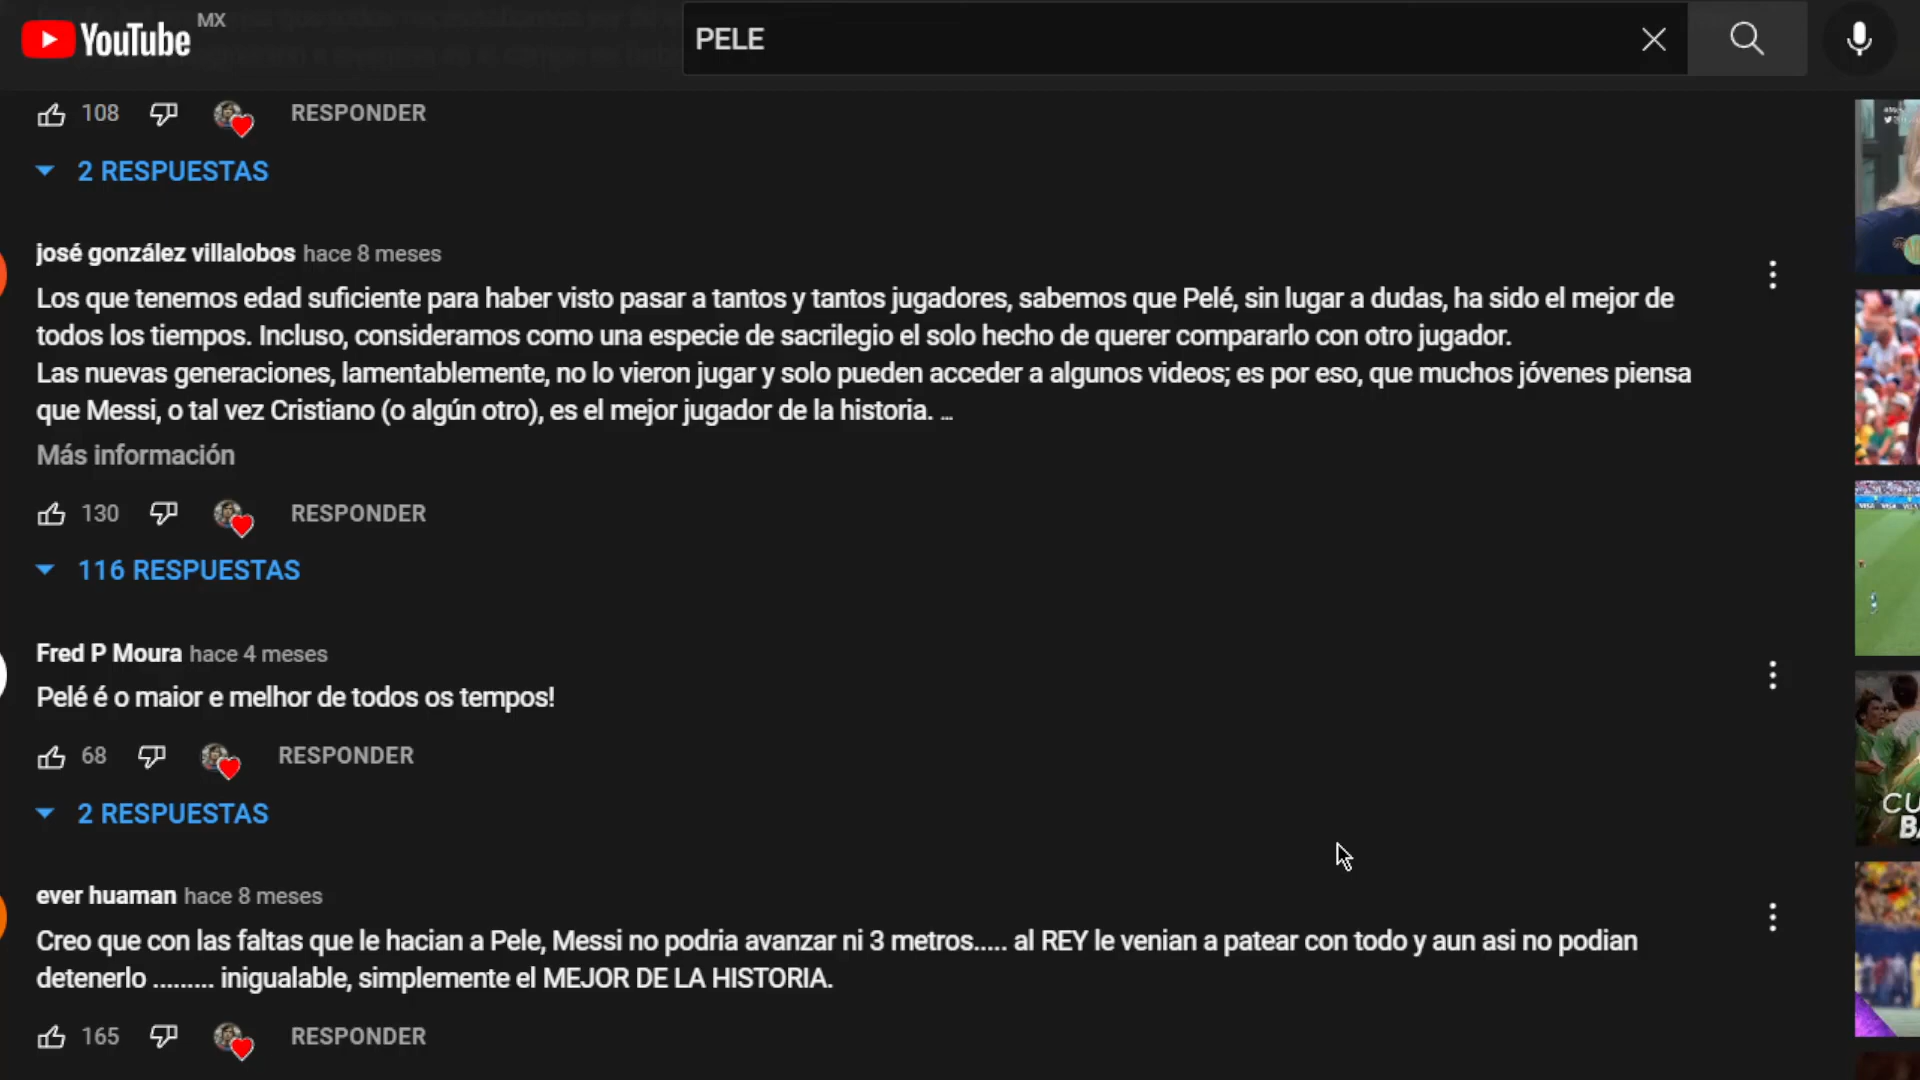 YouTube MX
PELE
108 RESPONDER
2 RESPUESTAS
josé gonzález villalobos hace 8 meses
Los que tenemos edad suficiente para haber visto pasar a tantos y tantos jugadores, sabemos que Pelé, sin lugar a dudas, ha sido el mejor de
todos los tiempos. Incluso, consideramos como una especie de sacrilegio el solo hecho de querer compararlo con otro jugador.
Las nuevas generaciones, lamentablemente, no lo vieron jugar y solo pueden acceder a algunos videos; es por eso, que muchos jóvenes piensa
que Messi, o tal vez Cristiano (o algún otro), es el mejor jugador de la historia. ...
Más información
130 RESPONDER
116 RESPUESTAS
Fred P Moura hace 4 meses
Pelé é o maior e melhor de todos os tempos!
68 RESPONDER
2 RESPUESTAS
CU
ever huaman hace 8 meses
Creo que con las faltas que le hacian a Pele, Messi no podria avanzar ni 3 metros..... al REY le venian a patear con todo y aun asi no podian
detenerlo ......... inigualable, simplemente el MEJOR DE LA HISTORIA.
165 RESPONDER